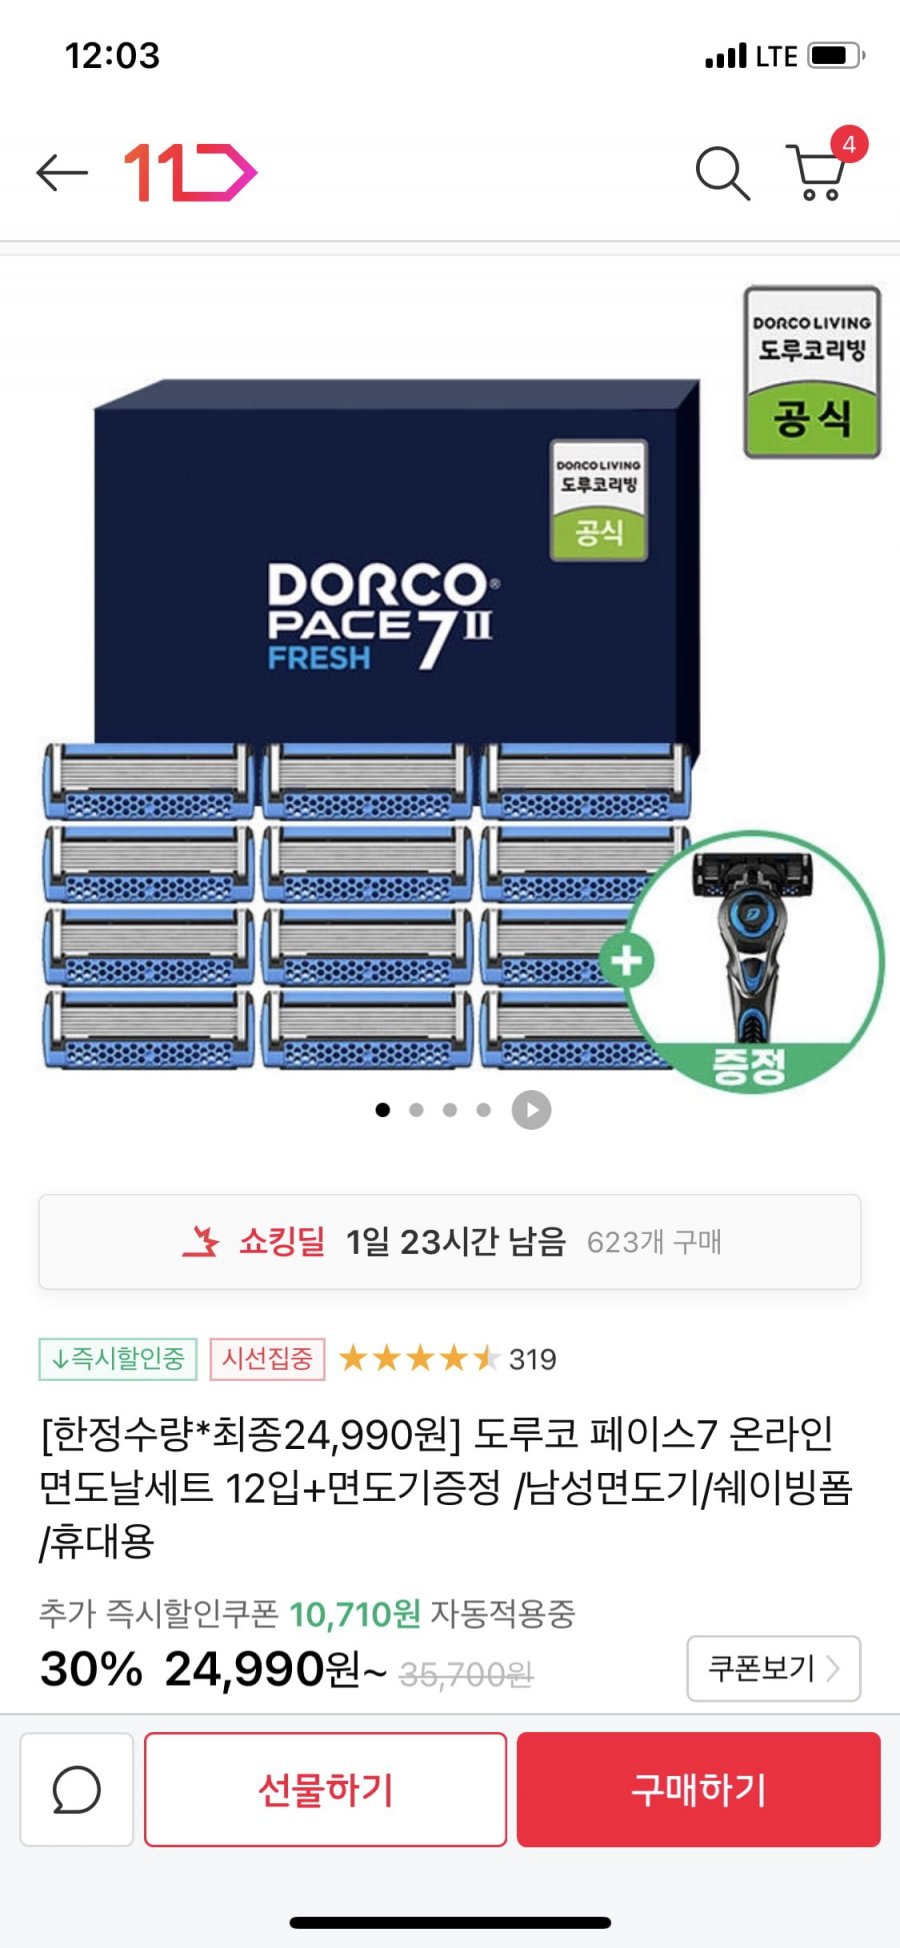 12:03
LTE
11
4
DORCO LIVING
도루코리빙
공식
DORCO LIVING
도루코리빙
공식
DORCO®
PACE 7 II
FRESH
증정
쇼킹딜 1일 23시간 남음 623개 구매
↓즉시할인중 시선집중 319
[한정수량*최종24,990원] 도루코 페이스7 온라인
면도날세트 12입+면도기증정 /남성면도기/쉐이빙폼
/휴대용
추가 즉시할인쿠폰 10,710원 자동적용중
30% 24,990원~ 35,700원
쿠폰보기
선물하기
구매하기